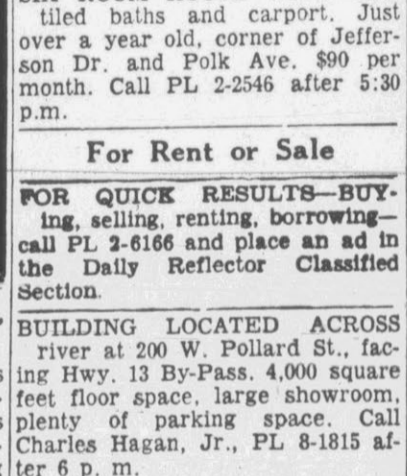 tiled baths and carport. Just
over a year old, corner of Jeffer-
son Dr. and Polk Ave. $90 per
month. Call PL 2-2546 after 5:30
p.m.
For Rent or Sale
FOR QUICK RESULTS—BUY-
ing, selling, renting, borrowing—
call PL 2-6166 and place an ad in
the Daily Reflector Classified
Section.
BUILDING LOCATED ACROSS
river at 200 W. Pollard St., fac-
ing Hwy. 13 By-Pass. 4,000 square
feet floor space, large showroom,
plenty of parking space. Call
Charles Hagan, Jr., PL 8-1815 af-
ter 6 p. m.